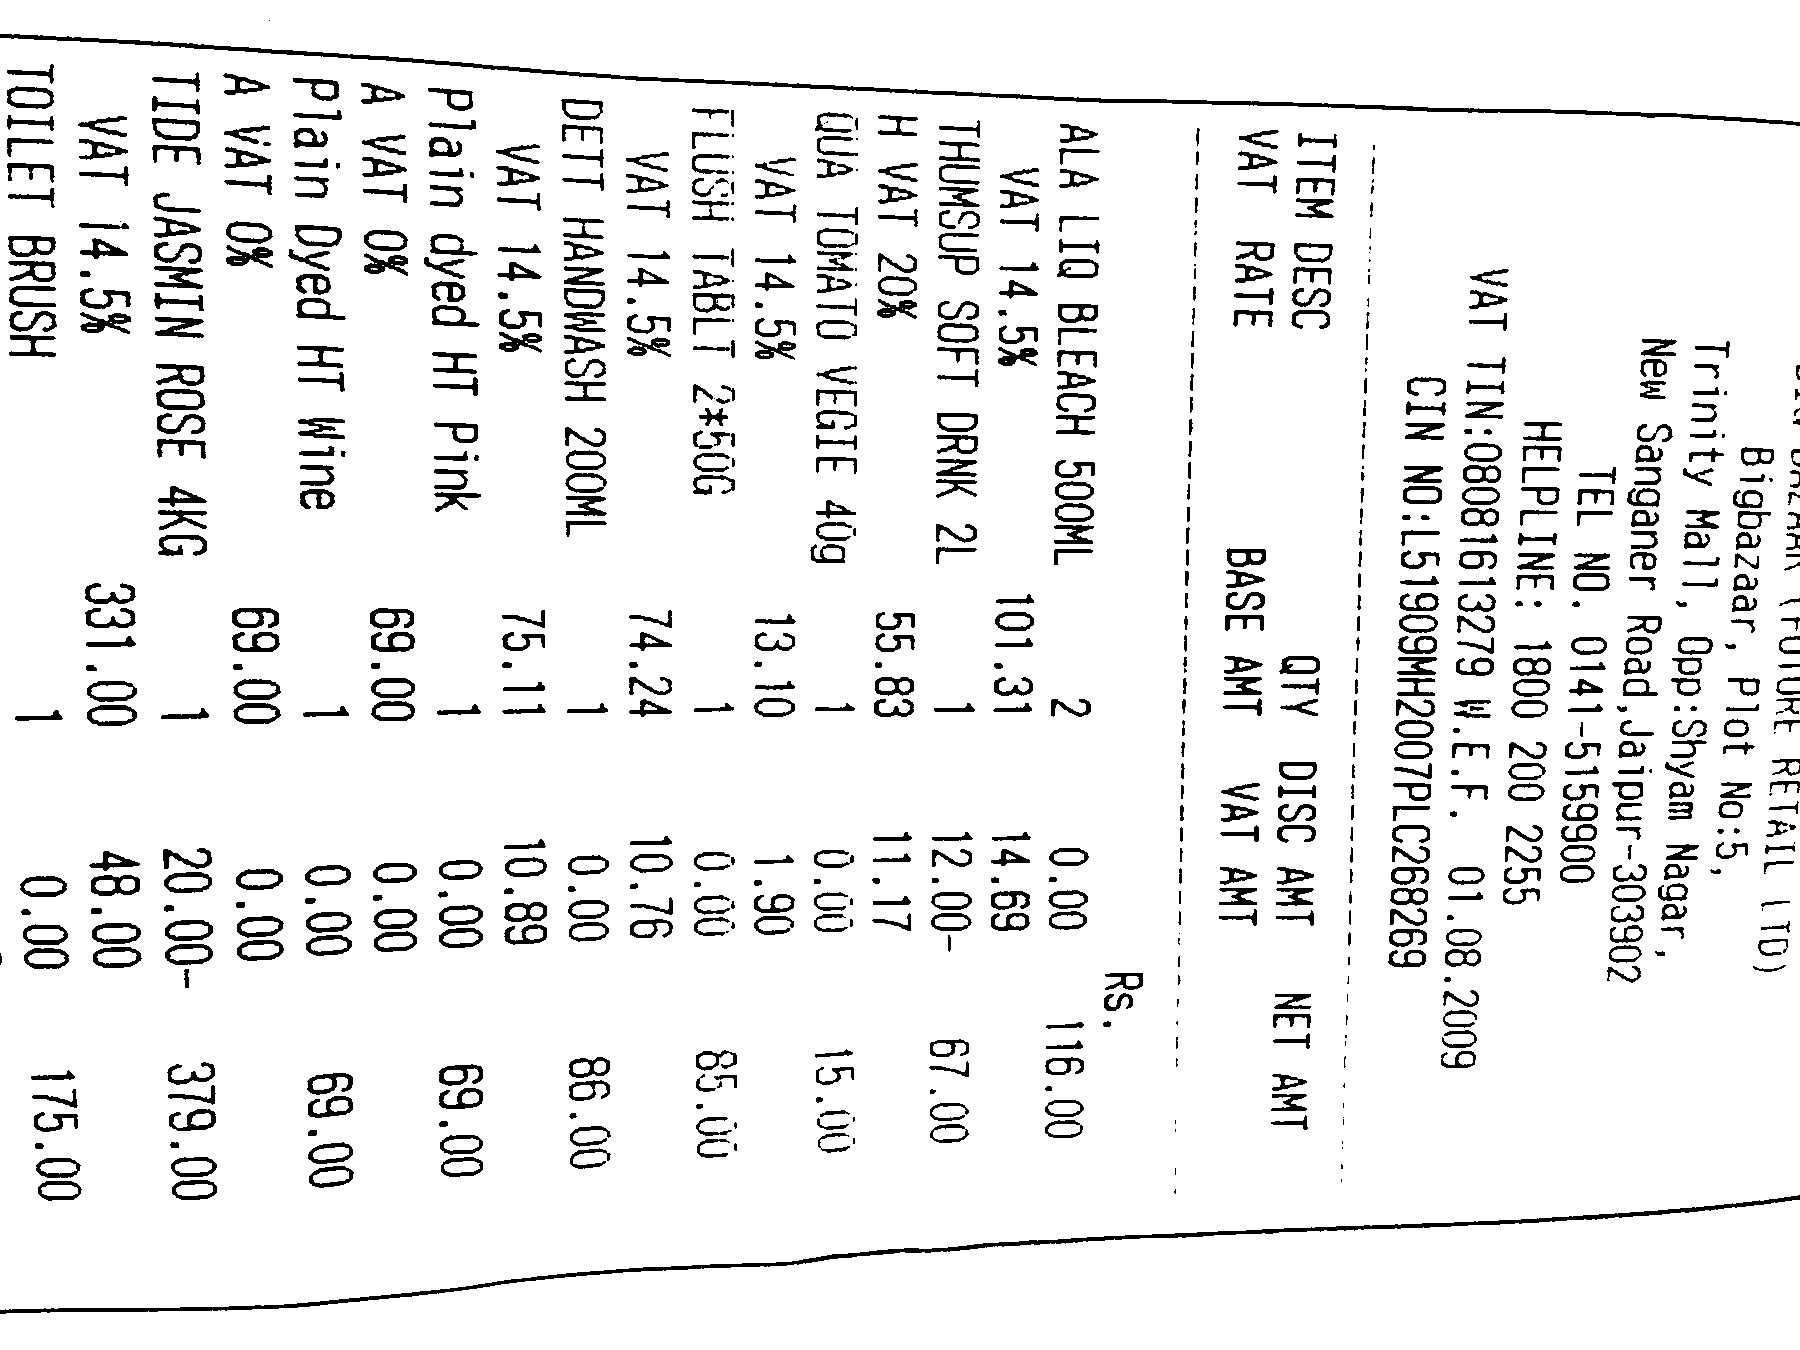 BAZAAR (FUTURE RETAIL LTD)
Bigbazaar, Plot No:5,
Trinity Mall, Opp:Shyam Nagar,
New Sanganer Road,Jaipur-303902
TEL NO. 0141-5159900
HELPLINE: 1800 200 2255
VAT TIN:08081613279 W.E.F. 01.08.2009
CIN NO:L51909MH2007PLC268269
ITEM DESC QTY DISC AMT NET AMT
VAT RATE BASE AMT VAT AMT
Rs.
ALA LIQ BLEACH 500ML 2 0.00 116.00
VAT 14.5% 101.31 14.69
THUMSUP SOFT DRNK 2L 1 12.00- 67.00
H VAT 20% 55.83 11.17
QUA TOMATO VEGIE 40g 1 0.00 15.00
VAT 14.5% 13.10 1.90
FLUSH TABLT 2*50G 1 0.00 85.00
VAT 14.5% 74.24 10.76
DETT HANDWASH 200ML 1 0.00 86.00
VAT 14.5% 75.11 10.89
Plain dyed HT Pink 1 0.00 69.00
A VAT 0% 69.00 0.00
Plain Dyed HT Wine 1 0.00 69.00
A VAT 0% 69.00 0.00
TIDE JASMIN ROSE 4KG 1 20.00- 379.00
VAT 14.5% 331.00 48.00
TOILET BRUSH 1 0.00 175.00